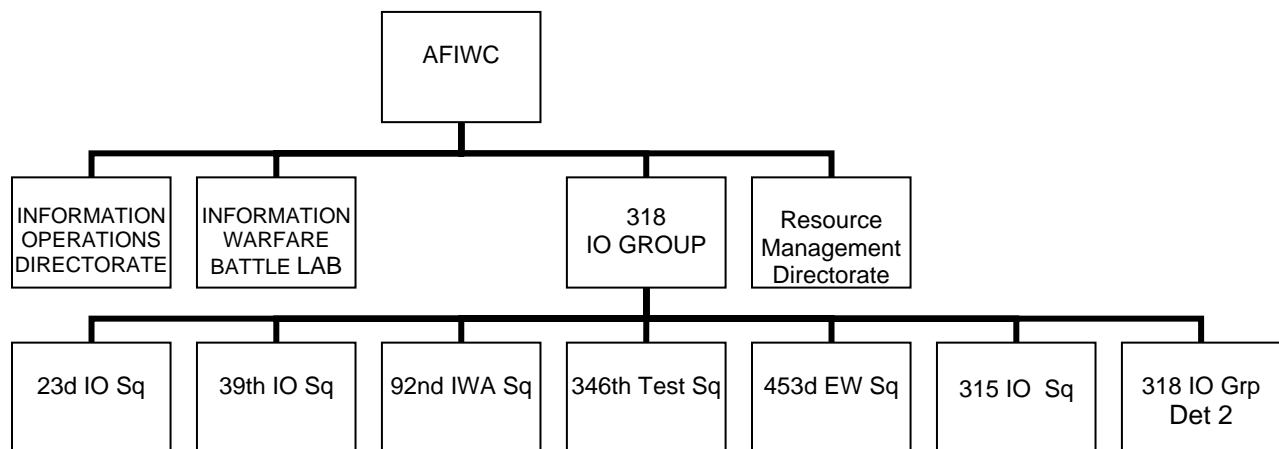 AFIWC
INFORMATION
OPERATIONS
DIRECTORATE
INFORMATION
WARFARE
BATTLE LAB
318
IO GROUP
Resource
Management
Directorate
23d IO Sq
39th IO Sq
92nd IWA Sq
346th Test Sq
453d EW Sq
315 IO Sq
318 IO Grp
Det 2